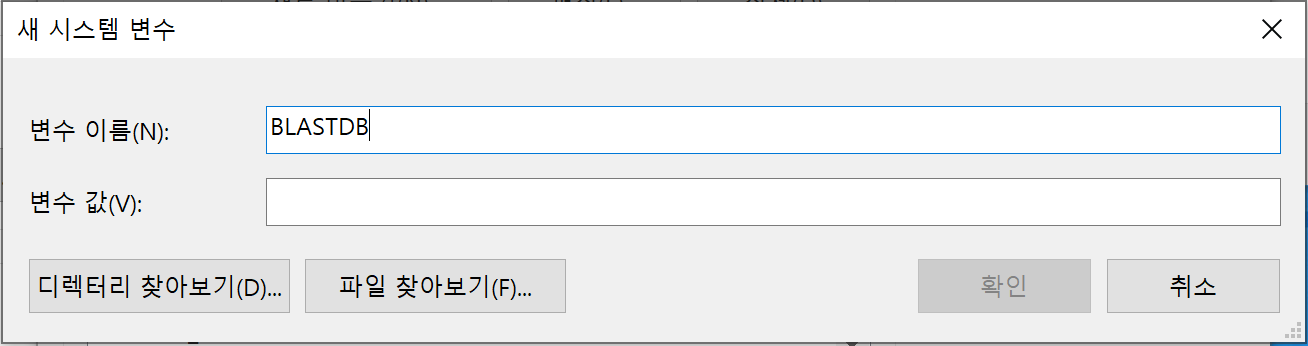 새 시스템 변수
변수 이름(N):
BLASTDB
변수 값(V):
디렉터리 찾아보기(D)...
파일 찾아보기(F)...
확인
취소